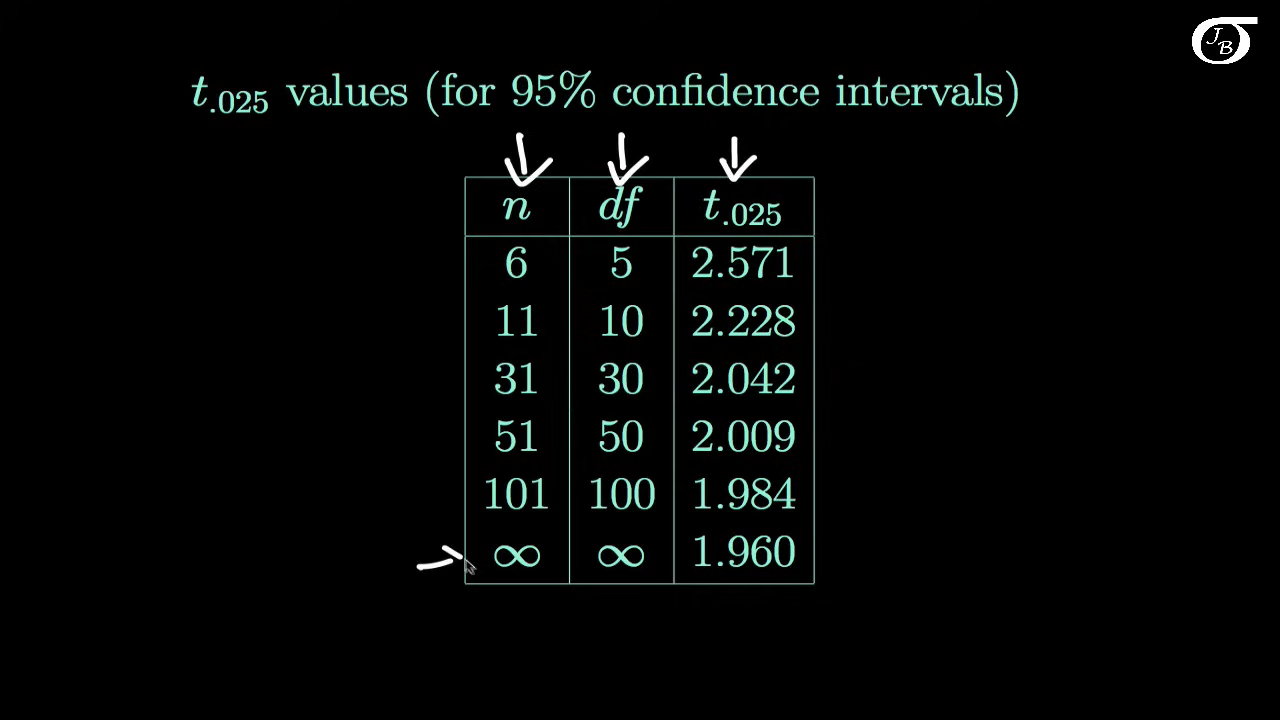 JB
t.025 values (for 95% confidence intervals)
n df t.025
6 5 2.571
11 10 2.228
31 30 2.042
51 50 2.009
101 100 1.984
∞ ∞ 1.960